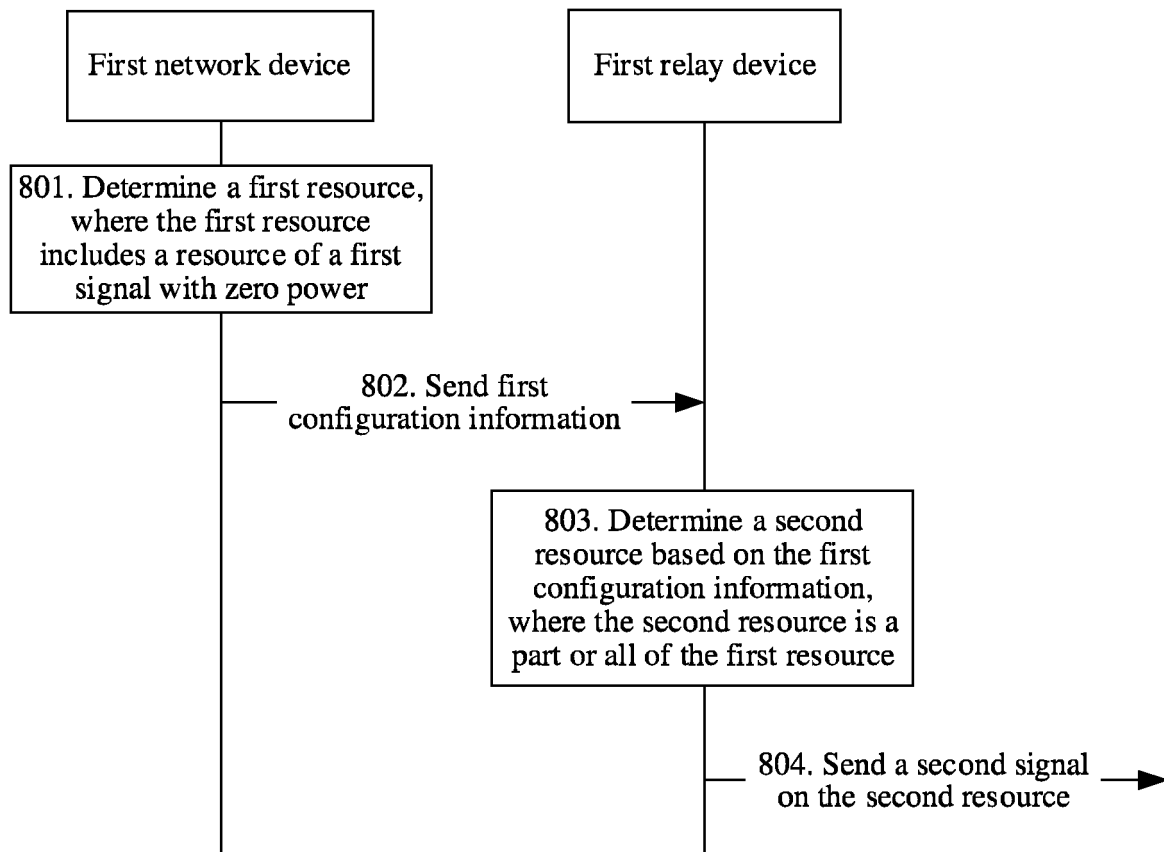 First network device
First relay device
801. Determine a first resource,
where the first resource
includes a resource of a first
signal with zero power
802. Send first
configuration information
803. Determine a second
resource based on the first
configuration information,
where the second resource is a
part or all of the first resource
804. Send a second signal
on the second resource